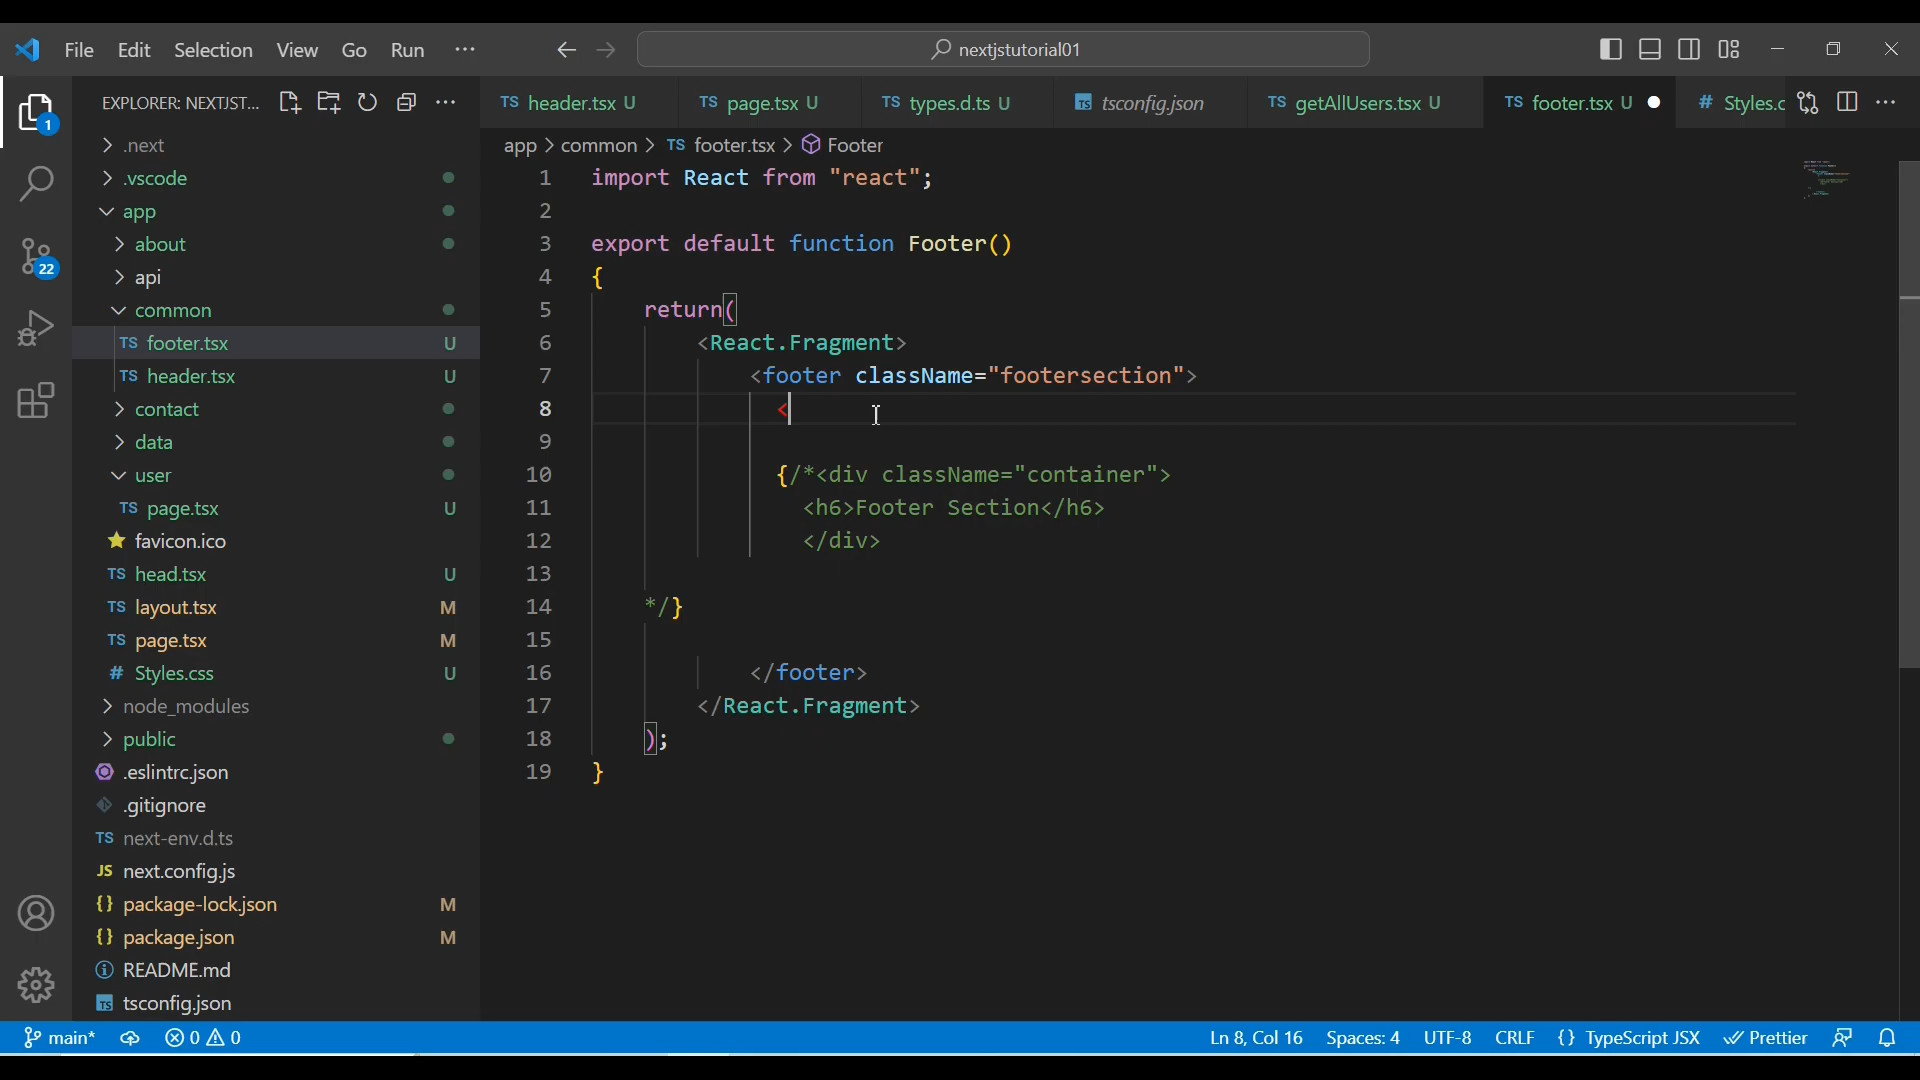 File Edit Selection View Go Run ··· nextjstutorial01
EXPLORER: NEXTJST...
header.tsx U
page.tsx U
types.d.ts U
tsconfig.json
getAllUsers.tsx U
footer.tsx U
# Styles.c
TS
TS
TS
TS
TS
TS
app > common > TS footer.tsx > Footer
1
22
.next
.vscode
app
about
api
common
TS footer.tsx U
TS header.tsx U
contact
data
user
TS page.tsx U
favicon.ico
TS head.tsx U
TS layout.tsx M
TS page.tsx M
# Styles.css U
node_modules
public
.eslintrc.json
.gitignore
TS next-env.d.ts
JS next.config.js
{} package-lock.json M
{} package.json M
README.md
TS tsconfig.json
1 import React from "react";
2
3 export default function Footer()
4 {
5 return(
6 <React.Fragment>
7 <footer className="footersection">
8 <
9
10 {/*<div className="container">
11 <h6>Footer Section</h6>
12 </div>
13
14 */}
15
16 </footer>
17 </React.Fragment>
18 );
19 }
main* 0 0 Ln 8, Col 16 Spaces: 4 UTF-8 CRLF {} TypeScript JSX Prettier